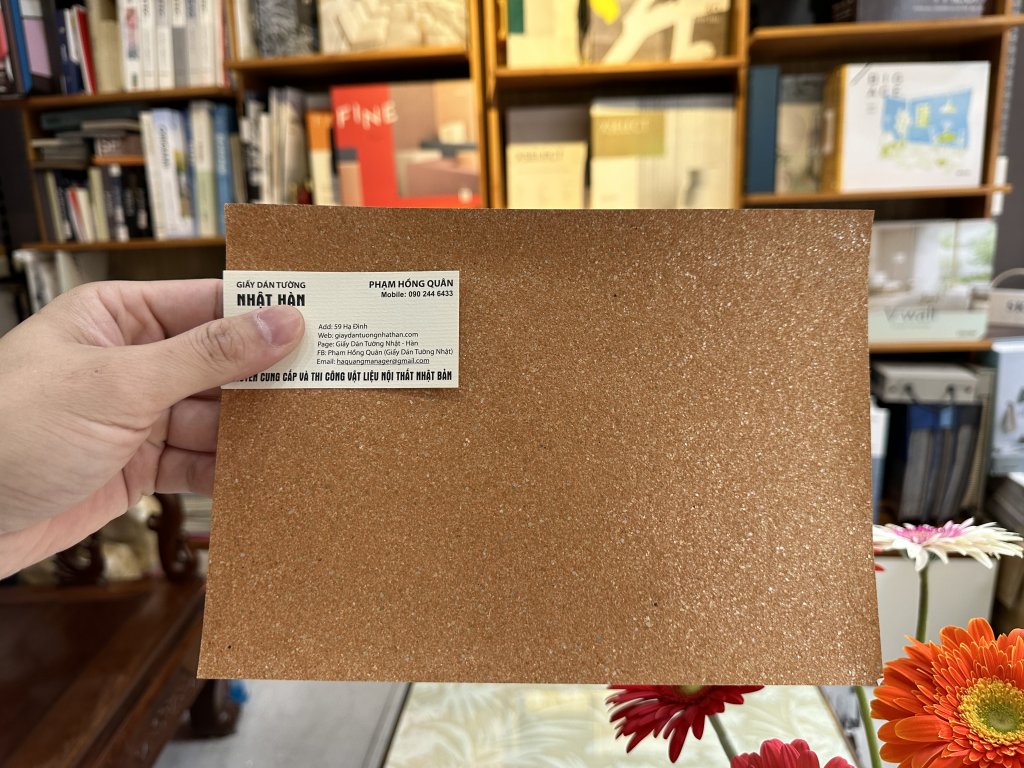 FINE
SELECT
BIG
V-wall
GIẤY DÁN TƯỜNG
NHẬT HÀN
PHẠM HỒNG QUÂN
Mobile: 090 244 6433
Add: 59 Hạ Đình
Web: giaydantuongnhathan.com
Page: Giấy Dán Tường Nhật - Hàn
FB: Phạm Hồng Quân (Giấy Dán Tường Nhật)
Email: haquangmanager@gmail.com
CUNG CẤP VÀ THI CÔNG VẬT LIỆU NỘI THẤT NHẬT BẢN